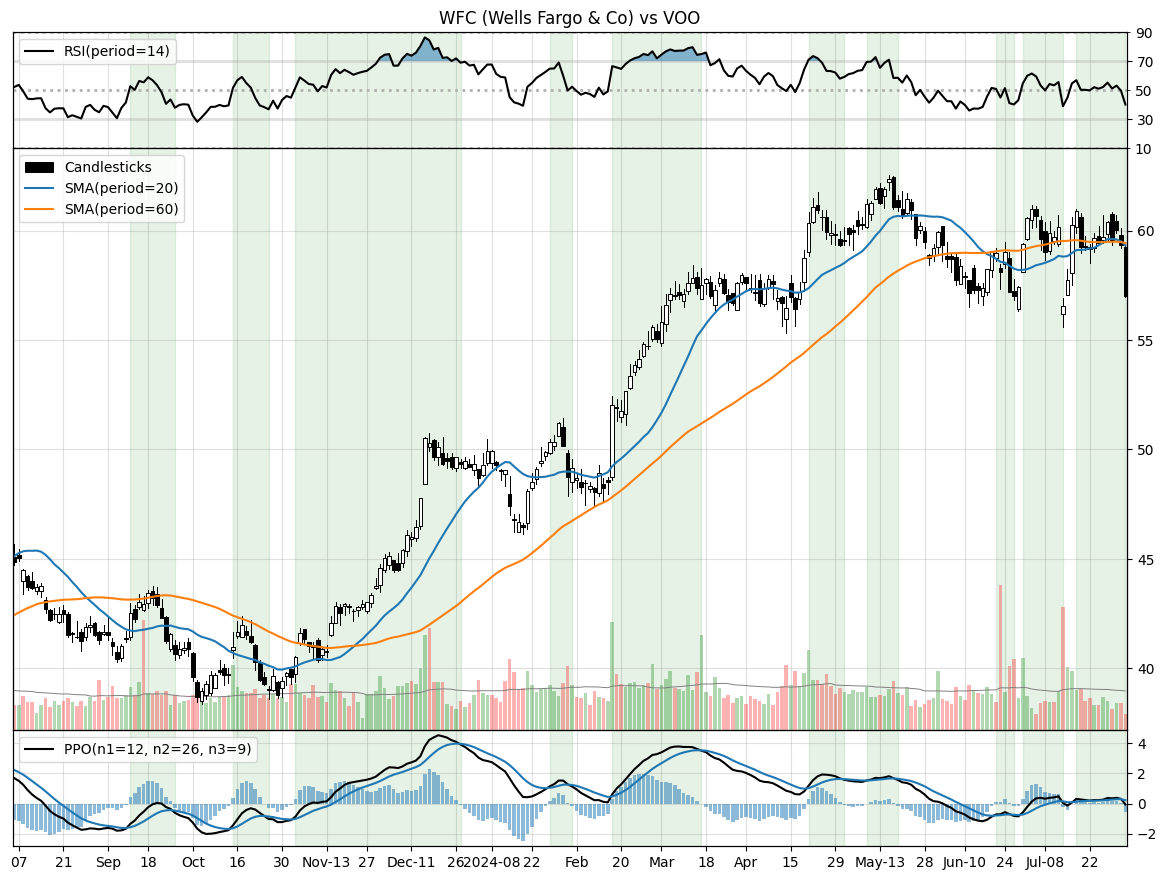 WFC (Wells Fargo & Co) vs VOO
RSI(period=14)
90
70
50
30
10
Candlesticks
SMA(period=20)
SMA(period=60)
60
55
50
45
40
PPO(n1=12, n2=26, n3=9)
4
2
0
−2
07 21 Sep 18 Oct 16 30 Nov-13 27 Dec-11 26 2024-08 22 Feb 20 Mar 18 Apr 15 29 May-13 28 Jun-10 24 Jul-08 22